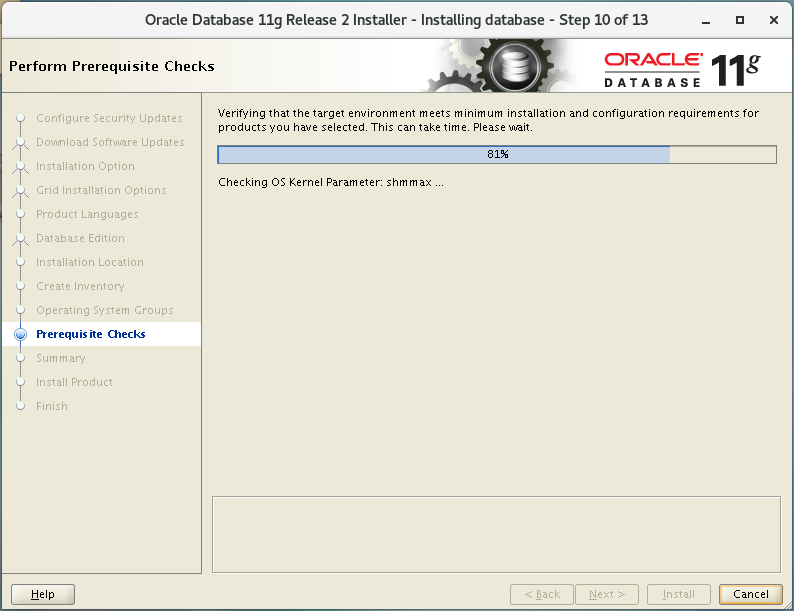 Oracle Database 11g Release 2 Installer - Installing database - Step 10 of 13
Perform Prerequisite Checks
ORACLE
DATABASE
11g
Configure Security Updates
Download Software Updates
Installation Option
Grid Installation Options
Product Languages
Database Edition
Installation Location
Create Inventory
Operating System Groups
Prerequisite Checks
Summary
Install Product
Finish
Verifying that the target environment meets minimum installation and configuration requirements for
products you have selected. This can take time. Please wait.
81%
Checking OS Kernel Parameter: shmmax ...
Help
< Back
Next >
Install
Cancel